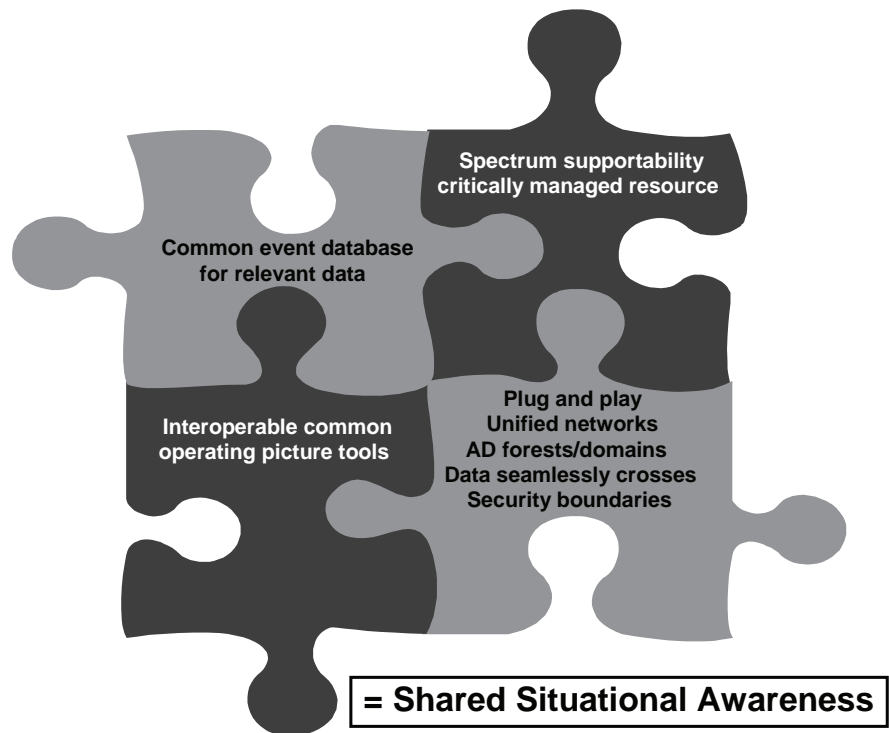 Spectrum supportability
critically managed resource
Common event database
for relevant data
Interoperable common
operating picture tools
Plug and play
Unified networks
AD forests/domains
Data seamlessly crosses
Security boundaries
= Shared Situational Awareness